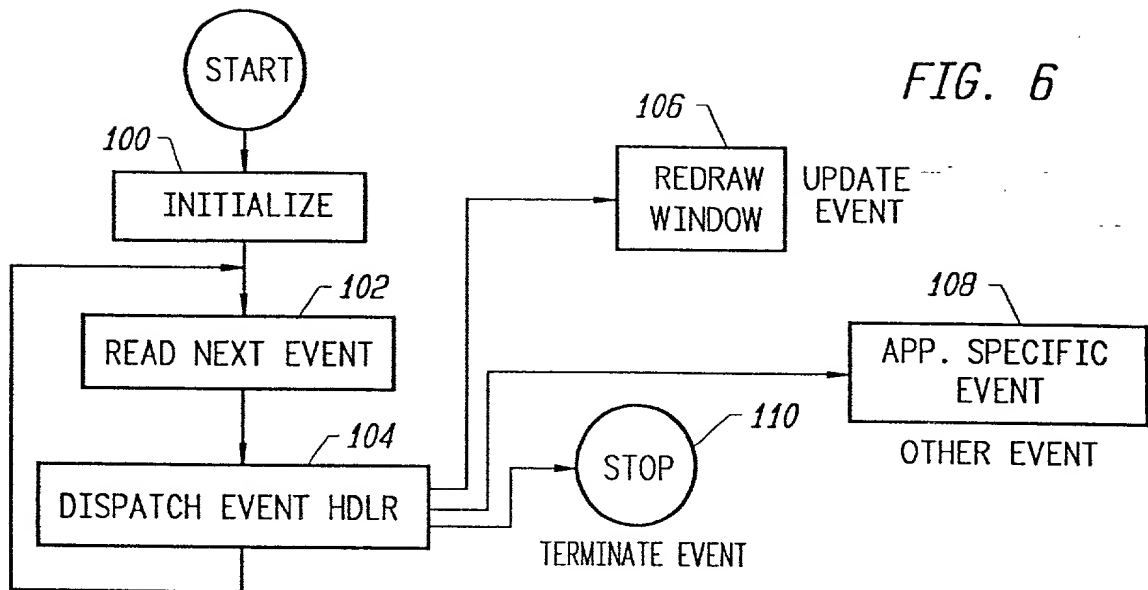 START
FIG. 6
100
INITIALIZE
106
REDRAW
WINDOW
UPDATE
EVENT
102
READ NEXT EVENT
108
APP. SPECIFIC
EVENT
OTHER EVENT
104
DISPATCH EVENT HDLR
110
STOP
TERMINATE EVENT